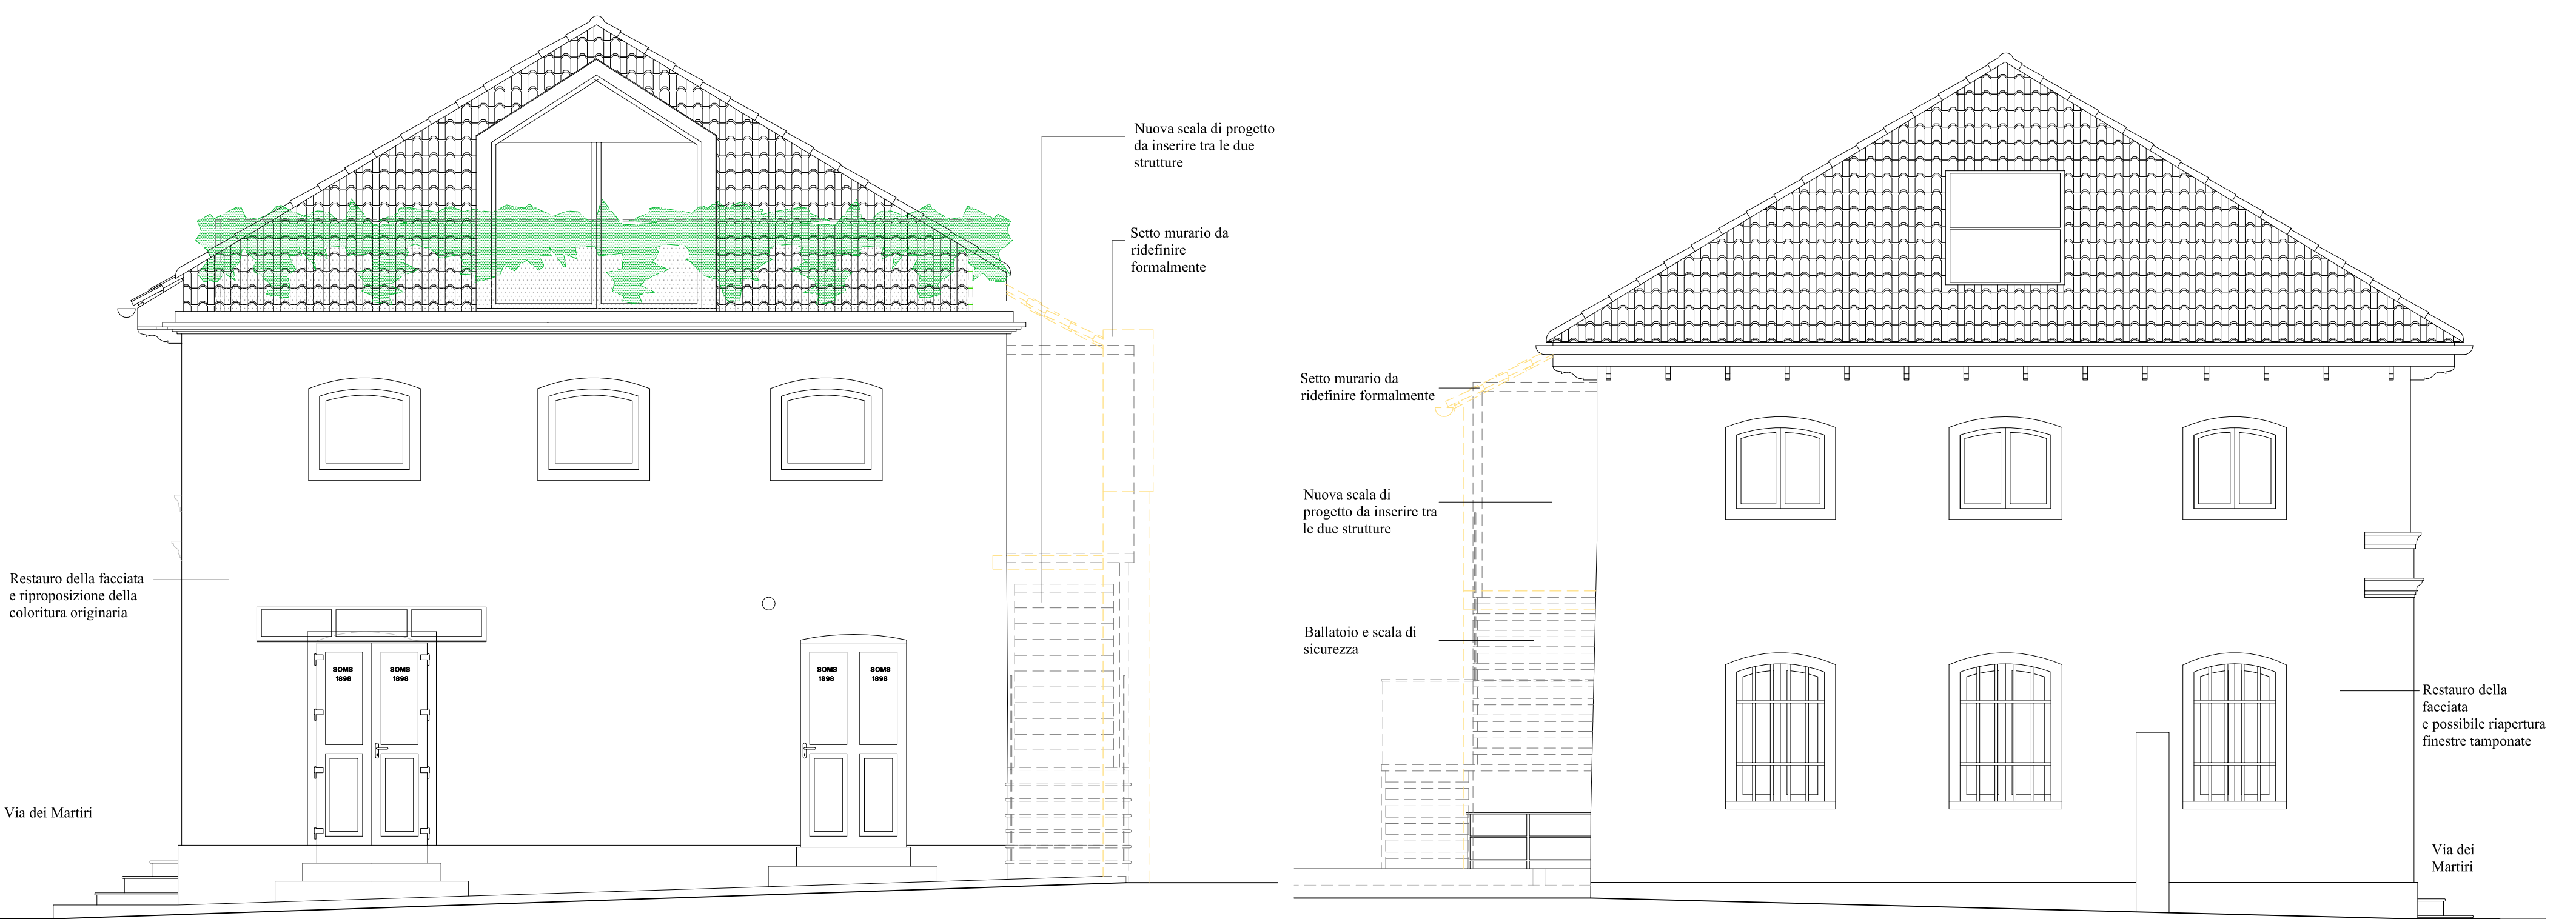 Nuova scala di progetto
da inserire tra le due
strutture
Setto murario da
ridefinire
formalmente
Restauro della facciata
e riproposizione della
coloritura originaria
SOMS
1898
SOMS
1898
SOMS
1898
SOMS
1898
Via dei Martiri
Setto murario da
ridefinire formalmente
Nuova scala di
progetto da inserire tra
le due strutture
Ballatoio e scala di
sicurezza
Restauro della
facciata
e possibile riapertura
finestre tamponate
Via dei
Martiri